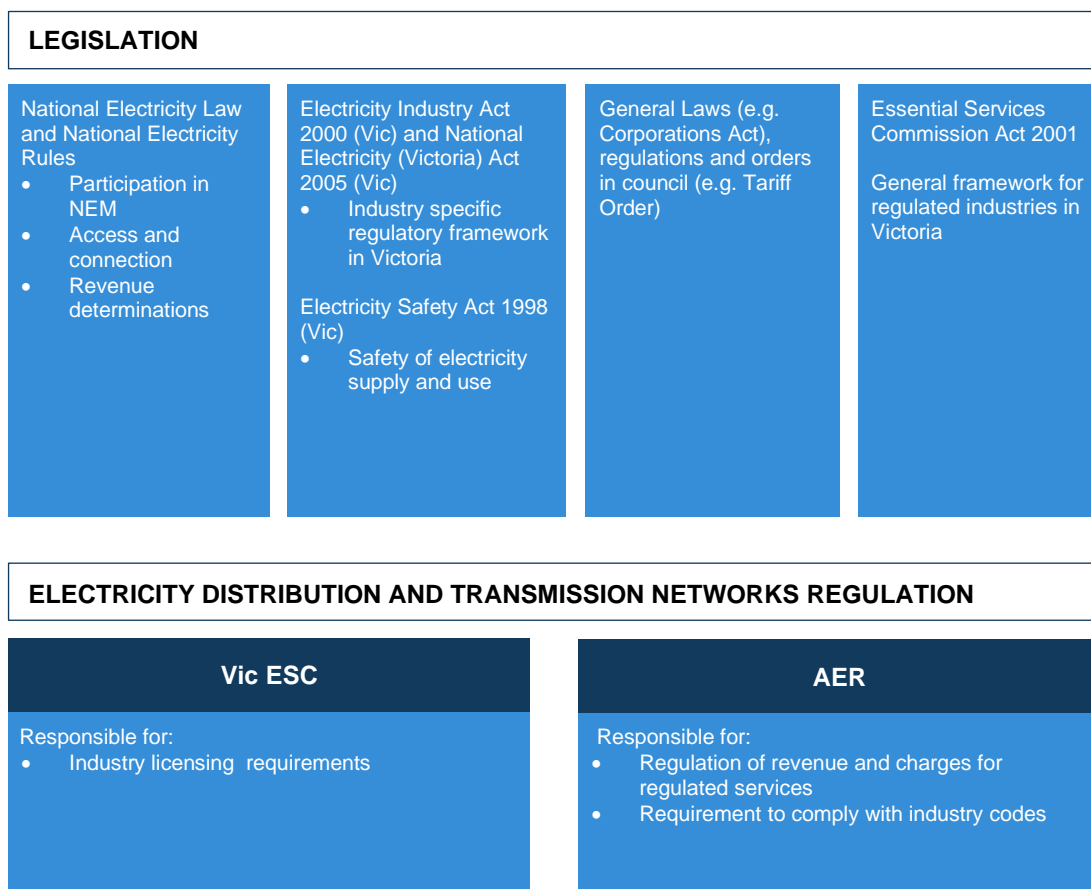 LEGISLATION
National Electricity Law
and National Electricity
Rules
• Participation in
NEM
• Access and
connection
• Revenue
determinations
Electricity Industry Act
2000 (Vic) and National
Electricity (Victoria) Act
2005 (Vic)
• Industry specific
regulatory framework
in Victoria
Electricity Safety Act 1998
(Vic)
• Safety of electricity
supply and use
General Laws (e.g.
Corporations Act),
regulations and orders
in council (e.g. Tariff
Order)
Essential Services
Commission Act 2001
General framework for
regulated industries in
Victoria
ELECTRICITY DISTRIBUTION AND TRANSMISSION NETWORKS REGULATION
Vic ESC
Responsible for:
• Industry licensing requirements
AER
Responsible for:
• Regulation of revenue and charges for
regulated services
• Requirement to comply with industry codes